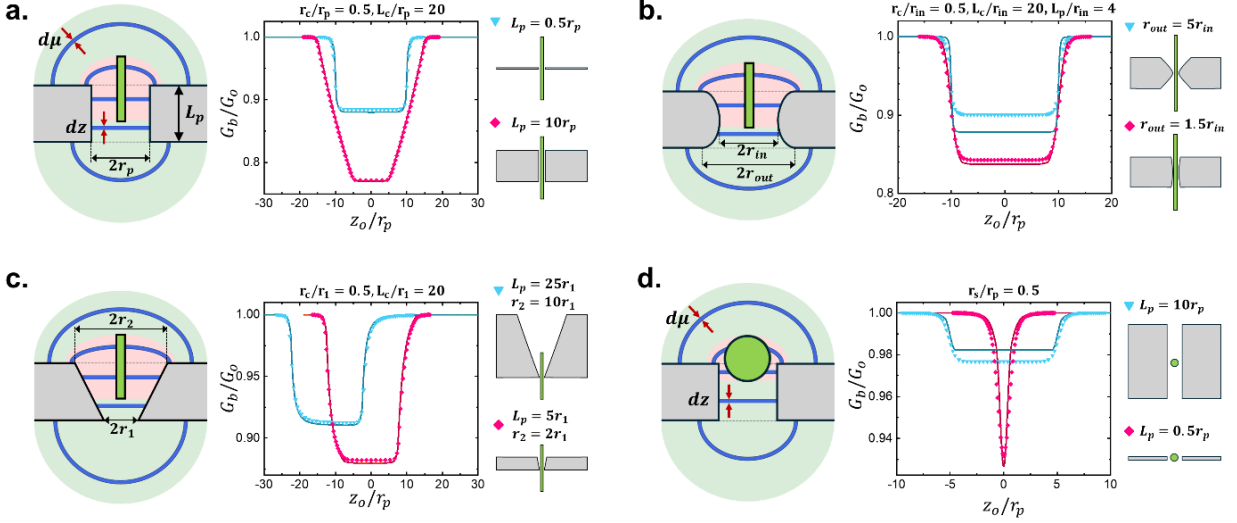 a.
dμ
dz
L_p
2r_p
r_c/r_p = 0.5, L_c/r_p = 20
G_b/G_o
1.0
0.9
0.8
-30 -20 -10 0 10 20 30
z_o/r_p
L_p = 0.5r_p
L_p = 10r_p
b.
2r_in
2r_out
r_c/r_in = 0.5, L_c/r_in = 20, L_p/r_in = 4
G_b/G_o
1.0
0.9
0.8
-20 -10 0 10 20
z_o/r_p
r_out = 5r_in
r_out = 1.5r_in
c.
2r_2
2r_1
r_c/r_1 = 0.5, L_c/r_1 = 20
G_b/G_o
1.00
0.95
0.90
-30 -20 -10 0 10 20 30
z_o/r_p
L_p = 25r_1
r_2 = 10r_1
L_p = 5r_1
r_2 = 2r_1
d.
dμ
dz
r_s/r_p = 0.5
G_b/G_o
1.00
0.98
0.96
0.94
-10 -5 0 5 10
z_o/r_p
L_p = 10r_p
L_p = 0.5r_p